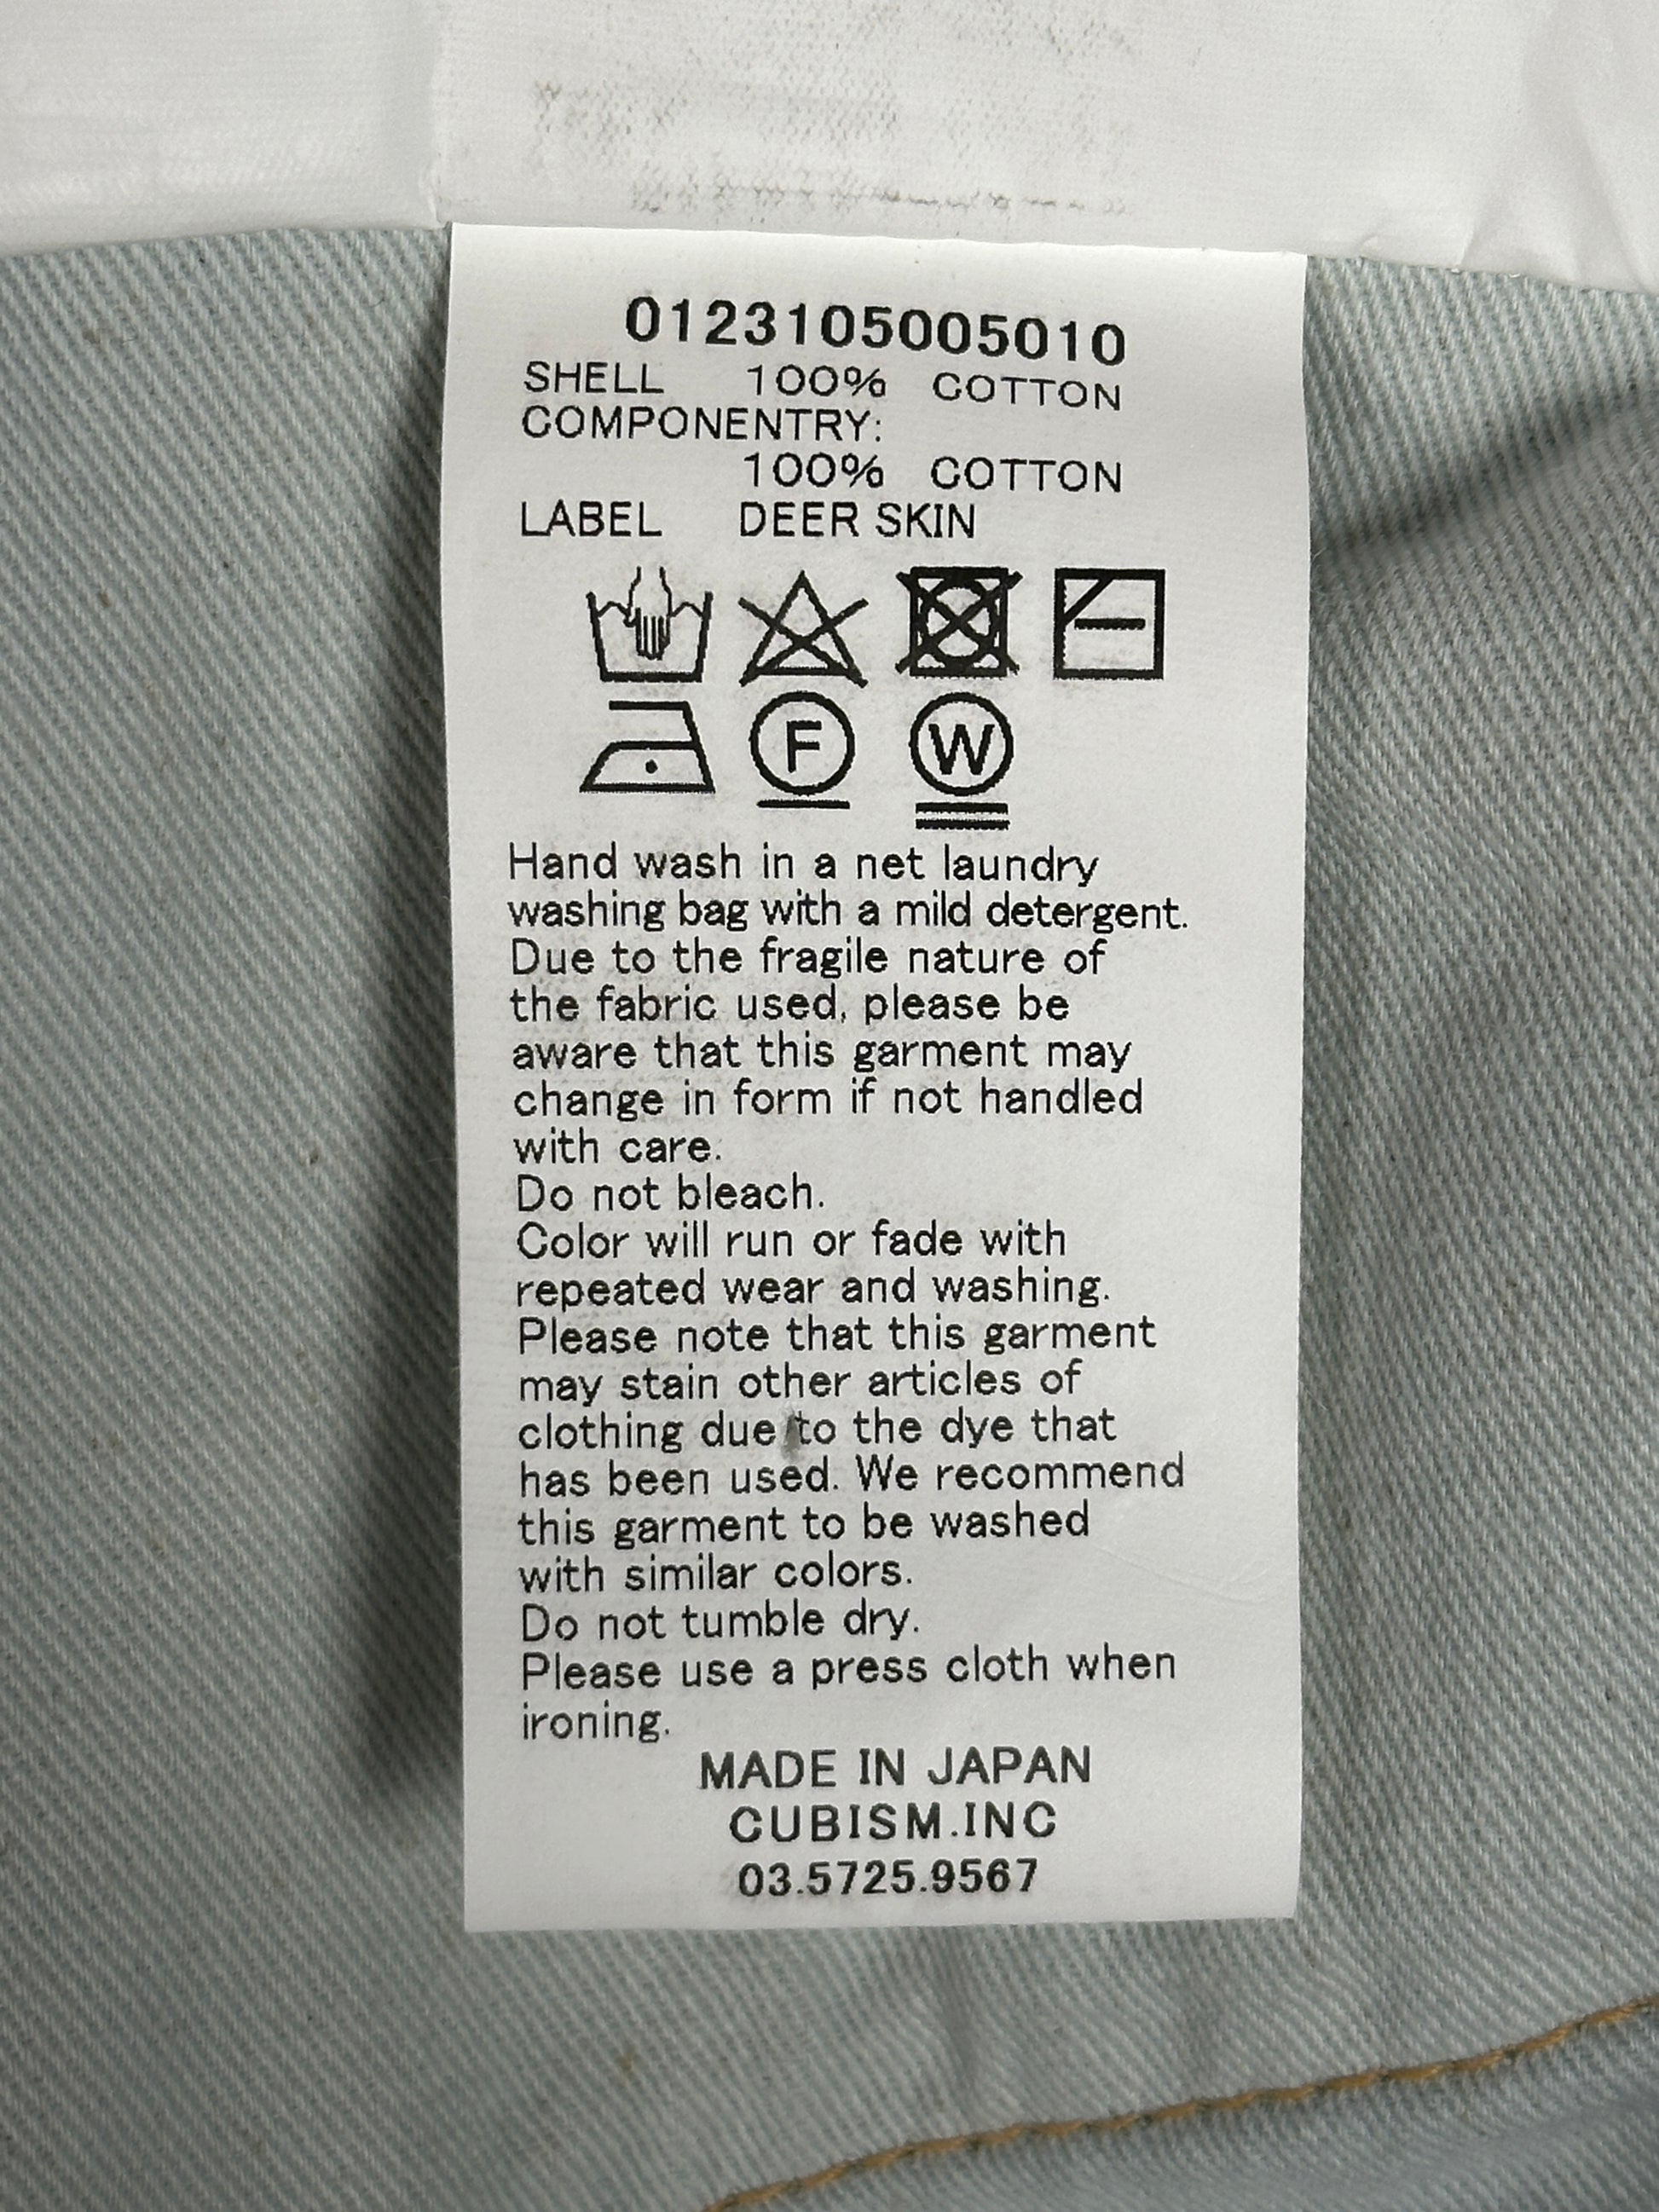 0123105005010
SHELL 100% COTTON
COMPONENTRY:
100% COTTON
LABEL DEER SKIN
F W
Hand wash in a net laundry
washing bag with a mild detergent.
Due to the fragile nature of
the fabric used, please be
aware that this garment may
change in form if not handled
with care.
Do not bleach.
Color will run or fade with
repeated wear and washing.
Please note that this garment
may stain other articles of
clothing due to the dye that
has been used. We recommend
this garment to be washed
with similar colors.
Do not tumble dry.
Please use a press cloth when
ironing.
MADE IN JAPAN
CUBISM.INC
03.5725.9567